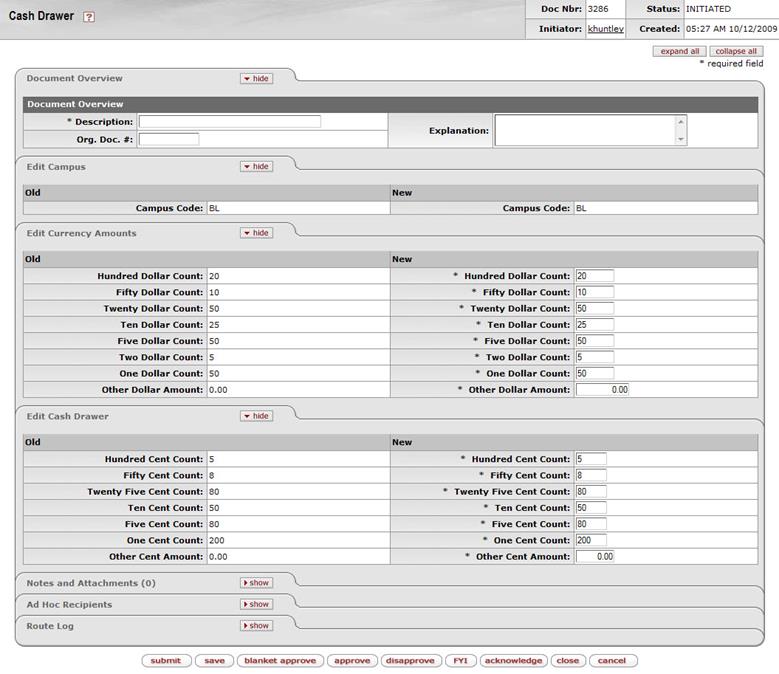 Cash Drawer ?
Doc Nbr: 3286 Status: INITIATED
Initiator: khuntley Created: 05:27 AM 10/12/2009
expand all collapse all
* required field
Document Overview hide
Document Overview
* Description: Explanation:
Org. Doc. #:
Edit Campus hide
Old New
Campus Code: BL Campus Code: BL
Edit Currency Amounts hide
Old New
Hundred Dollar Count: 20 * Hundred Dollar Count: 20
Fifty Dollar Count: 10 * Fifty Dollar Count: 10
Twenty Dollar Count: 50 * Twenty Dollar Count: 50
Ten Dollar Count: 25 * Ten Dollar Count: 25
Five Dollar Count: 50 * Five Dollar Count: 50
Two Dollar Count: 5 * Two Dollar Count: 5
One Dollar Count: 50 * One Dollar Count: 50
Other Dollar Amount: 0.00 * Other Dollar Amount: 0.00
Edit Cash Drawer hide
Old New
Hundred Cent Count: 5 * Hundred Cent Count: 5
Fifty Cent Count: 8 * Fifty Cent Count: 8
Twenty Five Cent Count: 80 * Twenty Five Cent Count: 80
Ten Cent Count: 50 * Ten Cent Count: 50
Five Cent Count: 80 * Five Cent Count: 80
One Cent Count: 200 * One Cent Count: 200
Other Cent Amount: 0.00 * Other Cent Amount: 0.00
Notes and Attachments (0) show
Ad Hoc Recipients show
Route Log show
submit save blanket approve approve disapprove FYI acknowledge close cancel